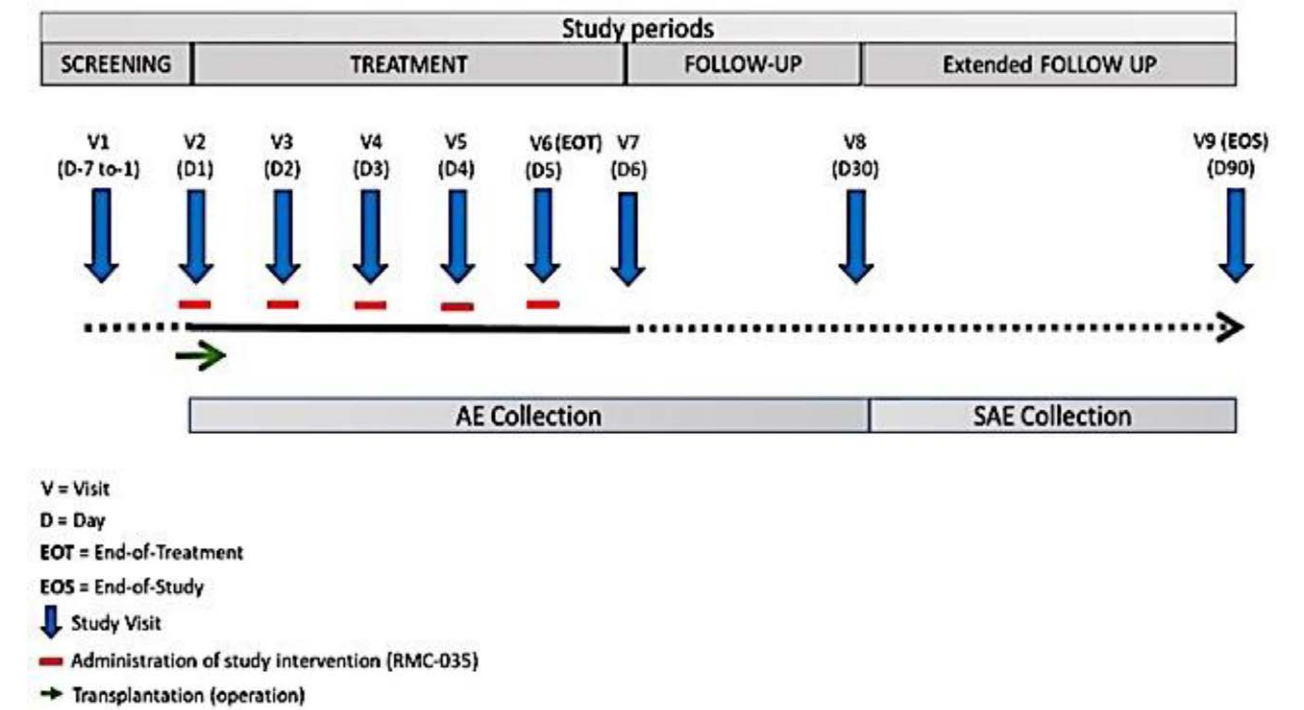 Study periods
SCREENING TREATMENT FOLLOW-UP Extended FOLLOW UP
V1 V2 V3 V4 V5 V6 (EOT) V7 V8 V9 (EOS)
(D-7 to-1) (D1) (D2) (D3) (D4) (D5) (D6) (D30) (D90)
AE Collection SAE Collection
V = Visit
D = Day
EOT = End-of-Treatment
EOS = End-of-Study
Study Visit
Administration of study intervention (RMC-035)
Transplantation (operation)